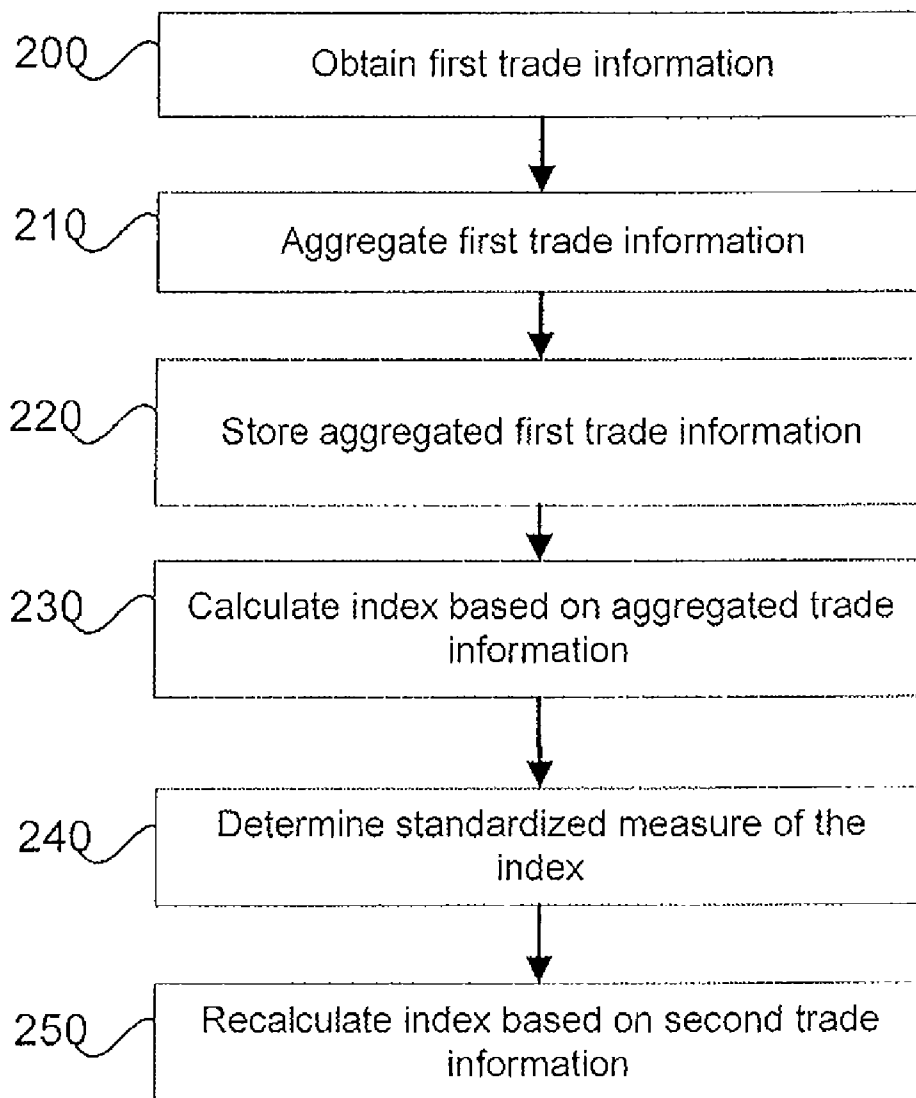 200
Obtain first trade information
210
Aggregate first trade information
220
Store aggregated first trade information
230
Calculate index based on aggregated trade
information
240
Determine standardized measure of the
index
250
Recalculate index based on second trade
information